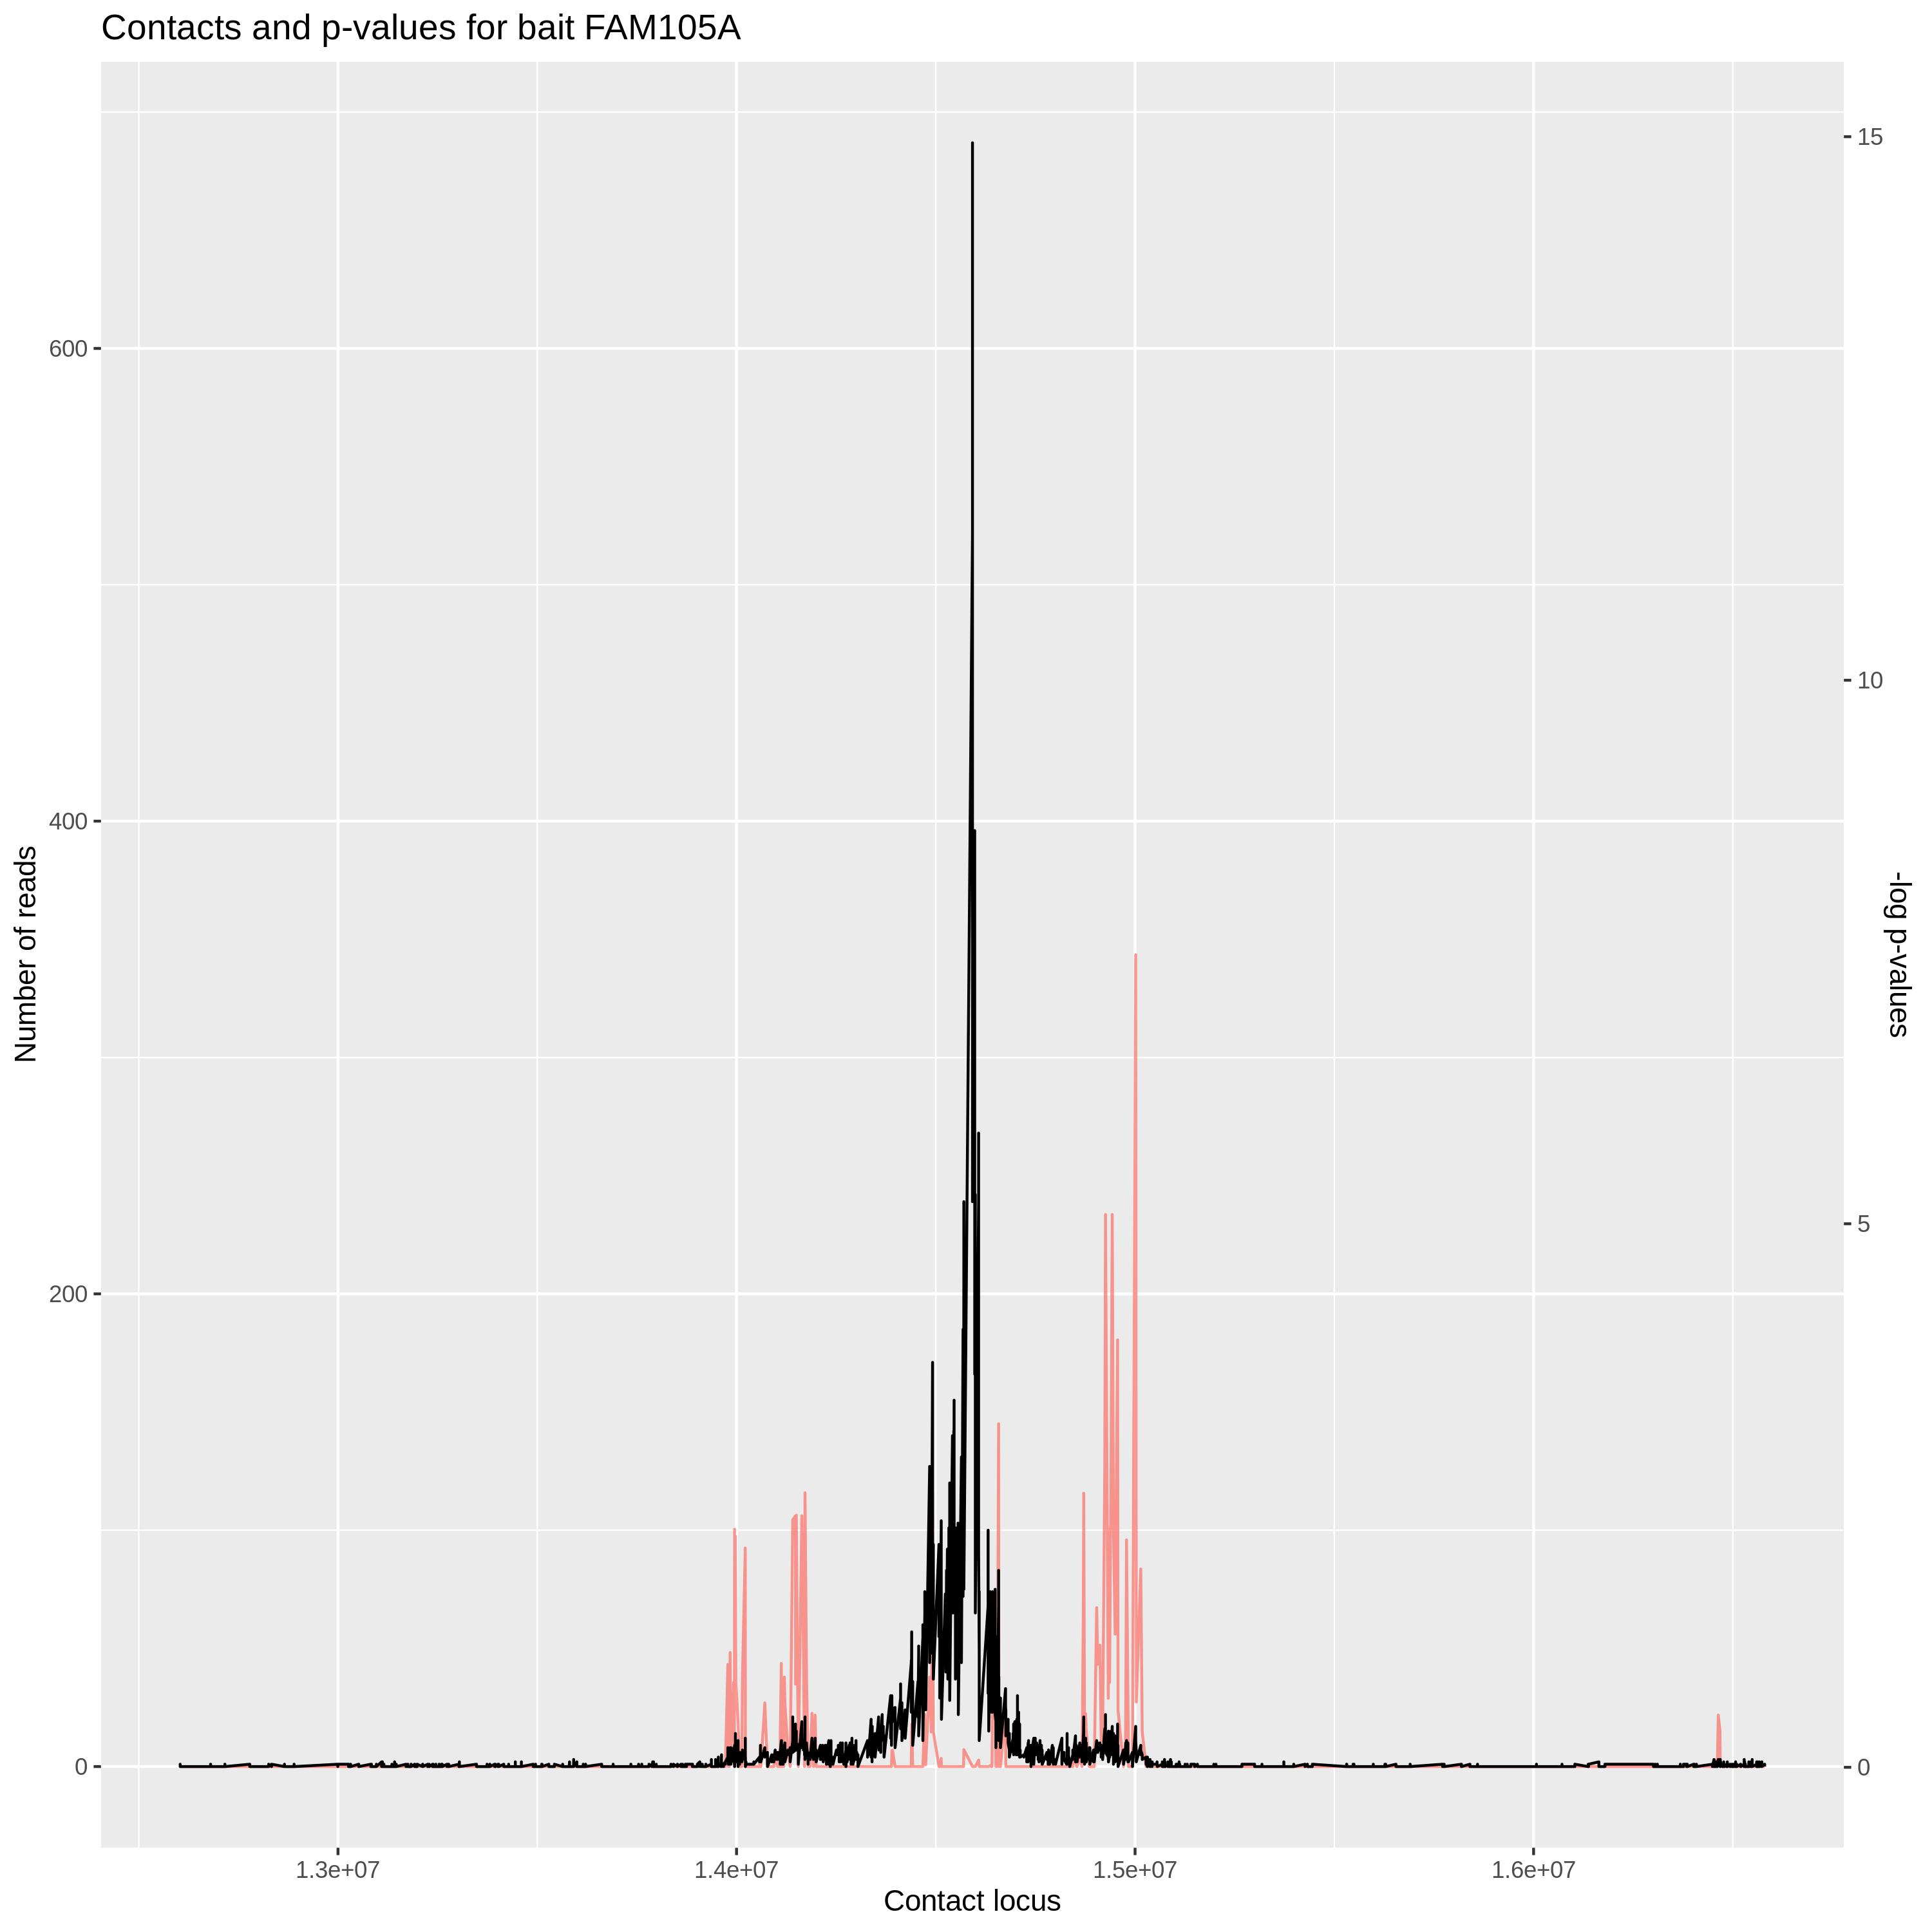 Contacts and p-values for bait FAM105A
15
600
10
400
Number of reads
-log p-values
5
200
0
0
1.3e+07
1.4e+07
1.5e+07
1.6e+07
Contact locus